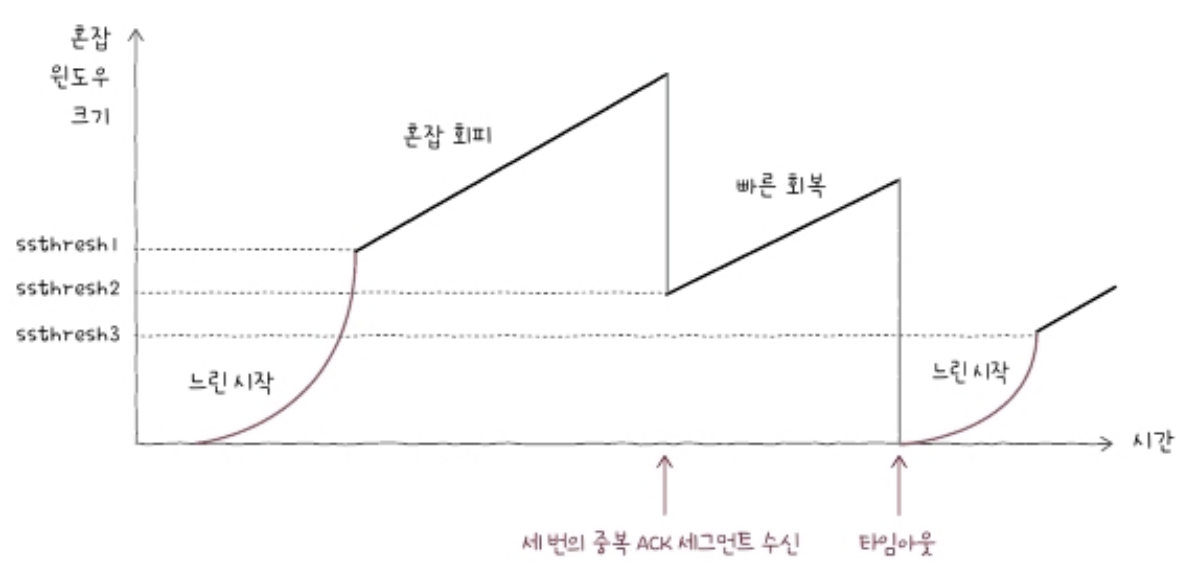 혼잡
윈도우
크기
혼잡 회피
빠른 회복
ssthresh1
ssthresh2
ssthresh3
느린 시작
느린 시작
시간
세 번의 중복 ACK 세그먼트 수신
타임아웃